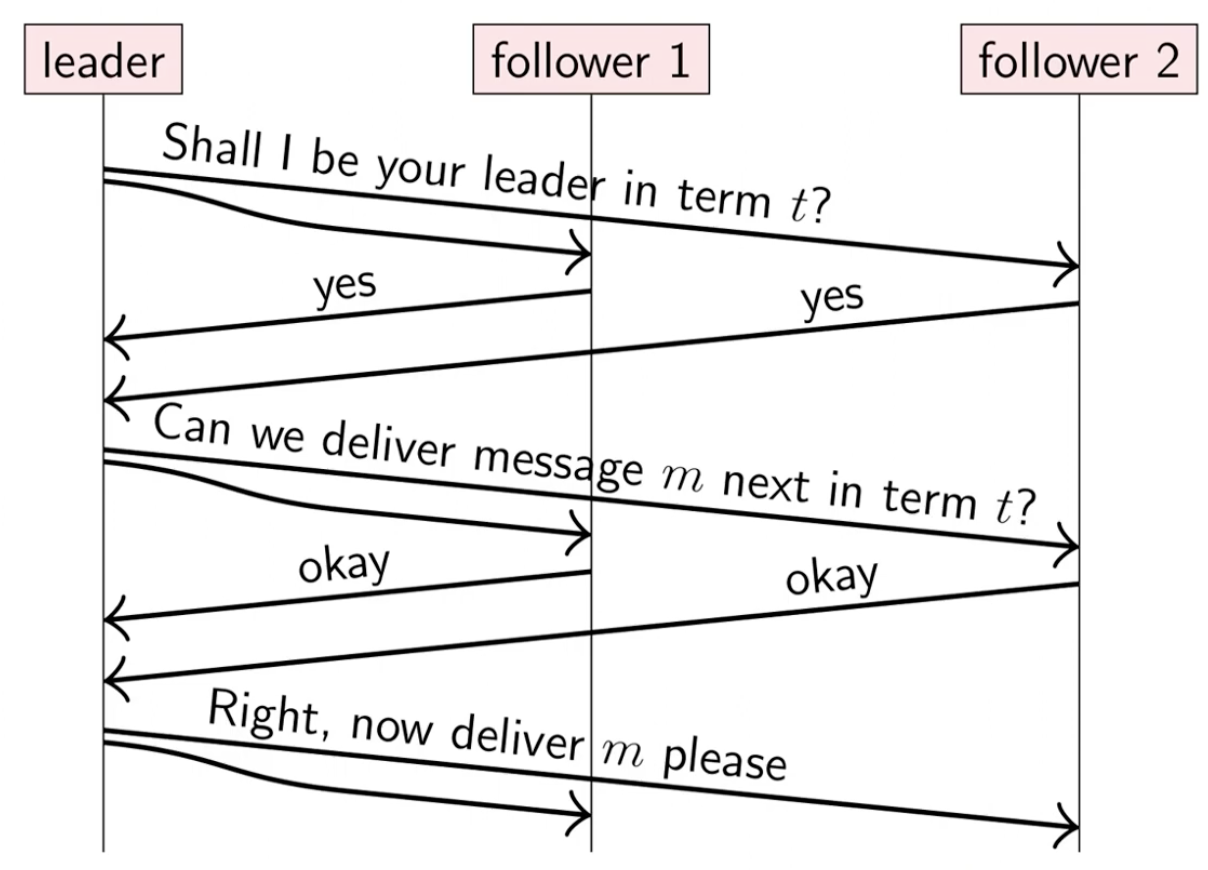 leader
follower 1
follower 2
Shall I be your leader in term t?
yes
yes
Can we deliver message m next in term t?
okay
okay
Right, now deliver m please